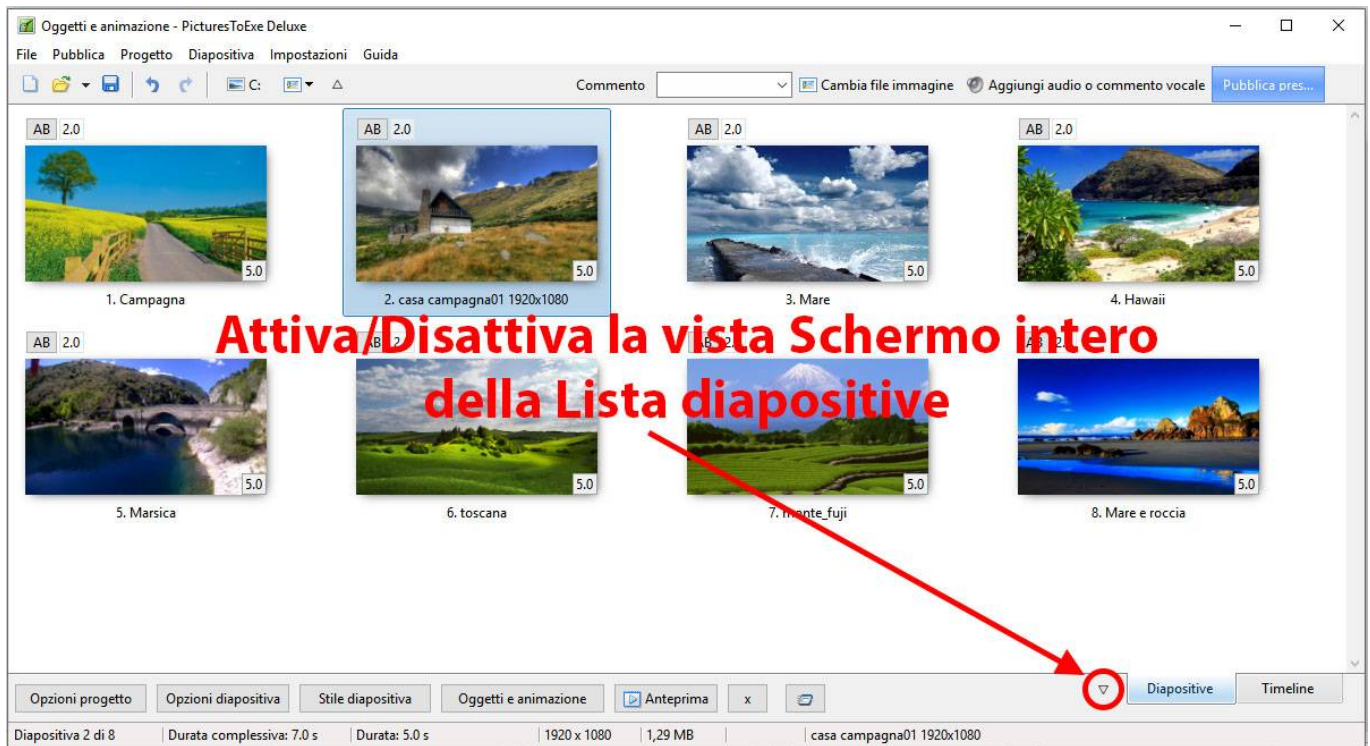 Oggetti e animazione - PicturesToExe Deluxe
File Pubblica Progetto Diapositiva Impostazioni Guida
C: Commento Cambia file immagine Aggiungi audio o commento vocale Pubblica pres...
AB 2.0 AB 2.0 AB 2.0 AB 2.0
5.0 5.0 5.0 5.0
1. Campagna 2. casa campagna01 1920x1080 3. Mare 4. Hawaii
Attiva/Disattiva la vista Schermo intero
della Lista diapositive
AB 2.0
5.0 5.0 5.0 5.0
5. Marsica 6. toscana 7. monte_fuji 8. Mare e roccia
Opzioni progetto Opzioni diapositiva Stile diapositiva Oggetti e animazione Anteprima x Diapositive Timeline
Diapositiva 2 di 8 Durata complessiva: 7.0 s Durata: 5.0 s 1920 x 1080 1,29 MB casa campagna01 1920x1080